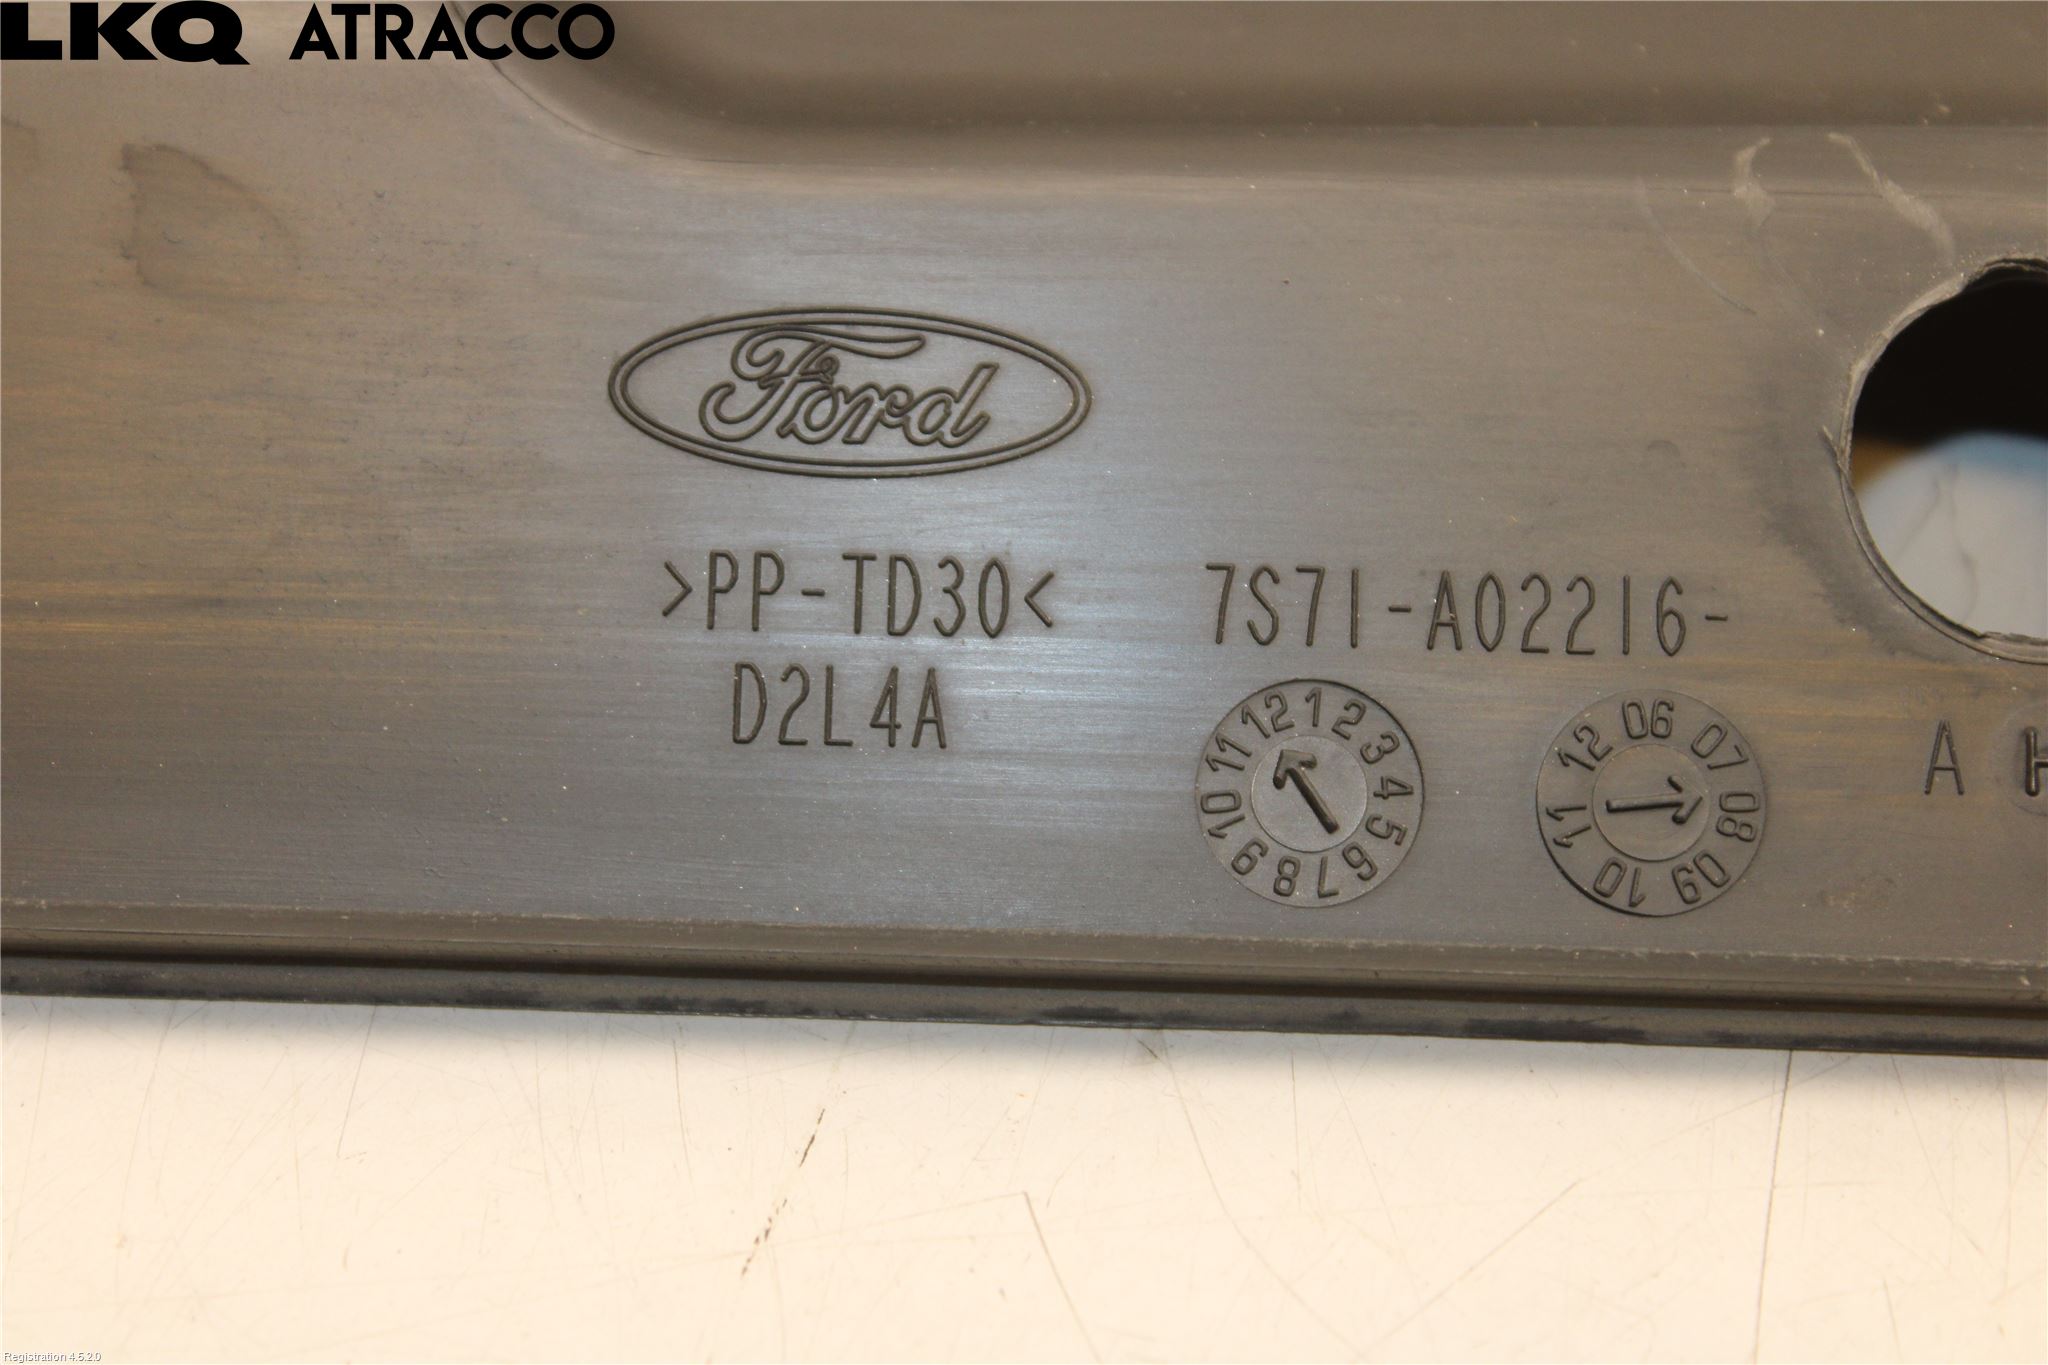 LKQ ATRACCO
Ford
>PP-TD30< 7S71-A02216-
D2L4A
12 1 2 3 4 5 6 7 8 9 10 11
06 07 08 09 10 11 12
A H
Registration 4.5.2.0